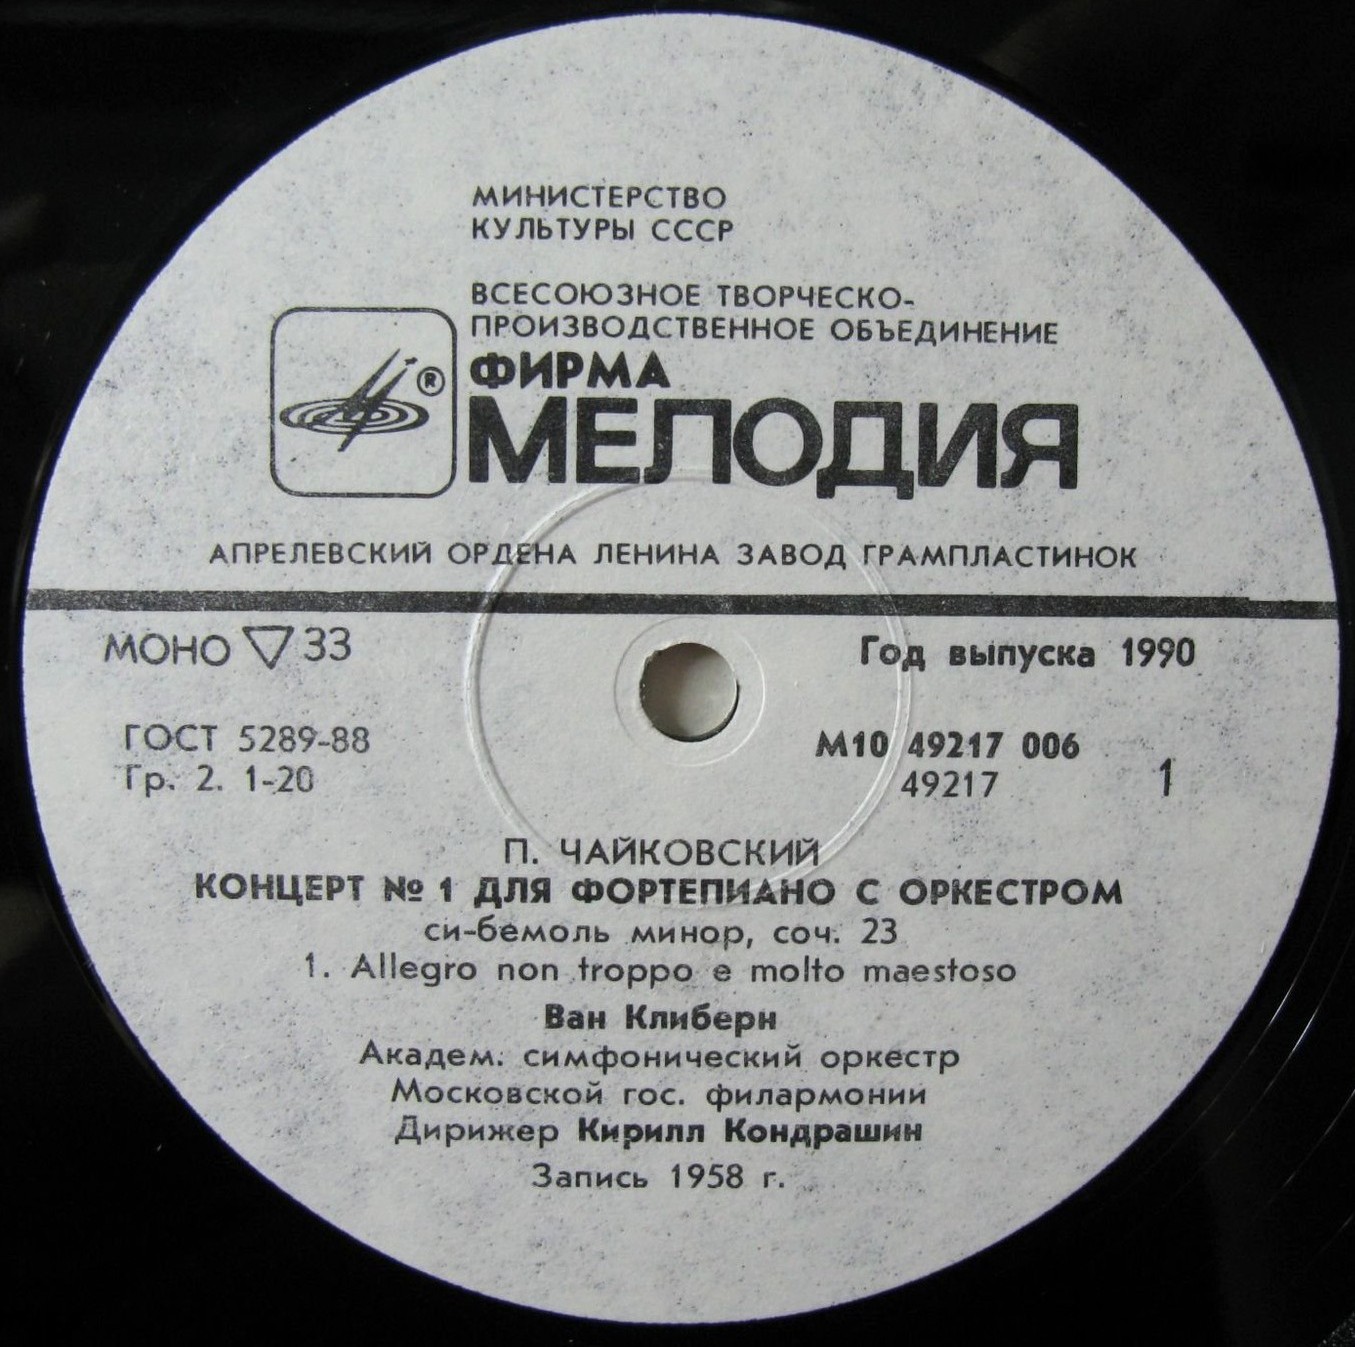 МИНИСТЕРСТВО
КУЛЬТУРЫ СССР
ВСЕСОЮЗНОЕ ТВОРЧЕСКО-
ПРОИЗВОДСТВЕННОЕ ОБЪЕДИНЕНИЕ
ФИРМА
®
МЕЛОДИЯ
АПРЕЛЕВСКИЙ ОРДЕНА ЛЕНИНА ЗАВОД ГРАМПЛАСТИНОК
МОНО ▽ 33
Год выпуска 1990
ГОСТ 5289-88
Гр. 2. 1-20
М10 49217 006
49217
1
П. ЧАЙКОВСКИЙ
КОНЦЕРТ № 1 ДЛЯ ФОРТЕПИАНО С ОРКЕСТРОМ
си-бемоль минор, соч. 23
1. Allegro non troppo e molto maestoso
Ван Клиберн
Академ. симфонический оркестр
Московской гос. филармонии
Дирижер Кирилл Кондрашин
Запись 1958 г.